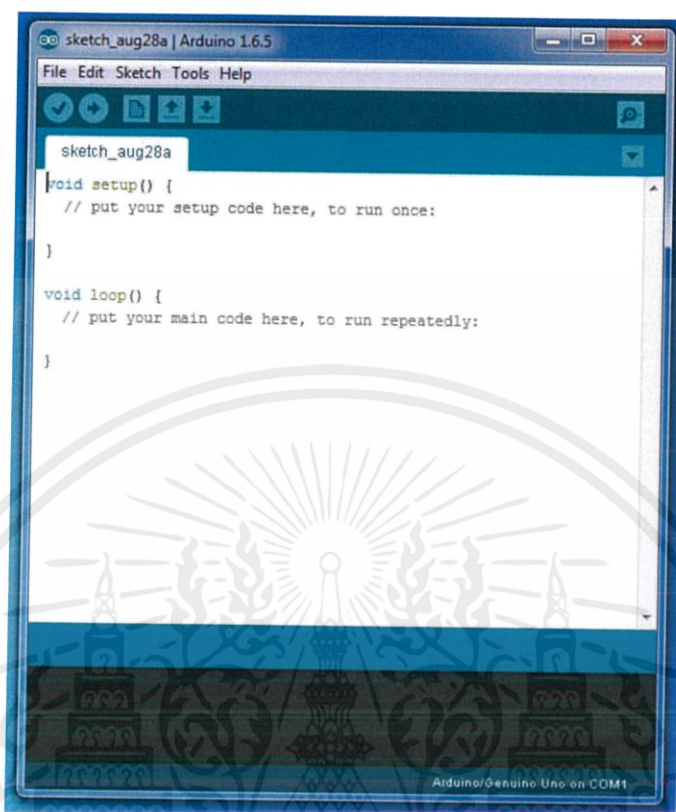 sketch_aug28a | Arduino 1.6.5
File Edit Sketch Tools Help
sketch_aug28a
void setup() {
// put your setup code here, to run once:
}
void loop() {
// put your main code here, to run repeatedly:
}
Arduino/Genuino Uno on COM1